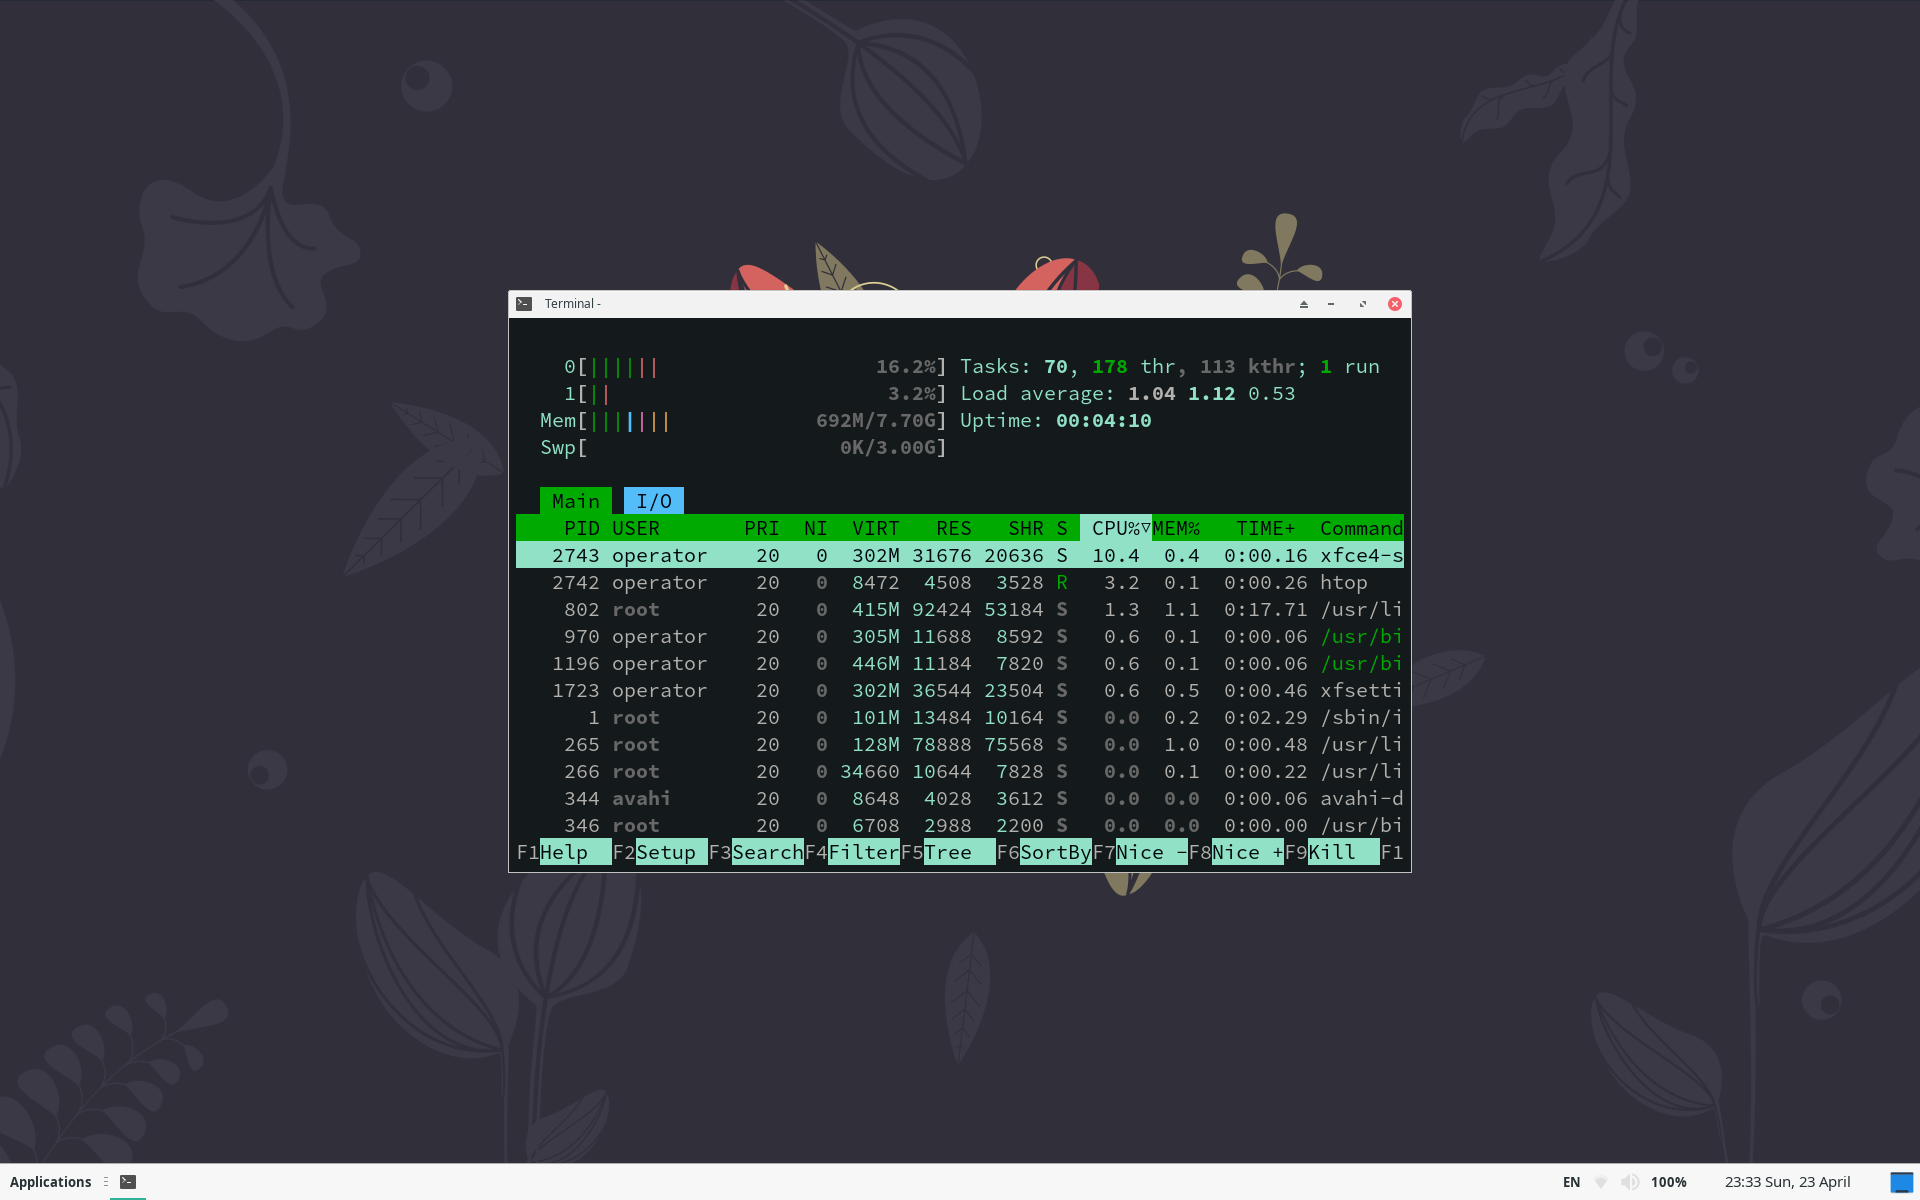 Terminal -
0[|||||| 16.2%] Tasks: 70, 178 thr, 113 kthr; 1 run
1[|| 3.2%] Load average: 1.04 1.12 0.53
Mem[||||||| 692M/7.70G] Uptime: 00:04:10
Swp[ 0K/3.00G]
Main I/O
PID USER PRI NI VIRT RES SHR S CPU%▽MEM% TIME+ Command
2743 operator 20 0 302M 31676 20636 S 10.4 0.4 0:00.16 xfce4-s
2742 operator 20 0 8472 4508 3528 R 3.2 0.1 0:00.26 htop
802 root 20 0 415M 92424 53184 S 1.3 1.1 0:17.71 /usr/li
970 operator 20 0 305M 11688 8592 S 0.6 0.1 0:00.06 /usr/bi
1196 operator 20 0 446M 11184 7820 S 0.6 0.1 0:00.06 /usr/bi
1723 operator 20 0 302M 36544 23504 S 0.6 0.5 0:00.46 xfsetti
1 root 20 0 101M 13484 10164 S 0.0 0.2 0:02.29 /sbin/i
265 root 20 0 128M 78888 75568 S 0.0 1.0 0:00.48 /usr/li
266 root 20 0 34660 10644 7828 S 0.0 0.1 0:00.22 /usr/li
344 avahi 20 0 8648 4028 3612 S 0.0 0.0 0:00.06 avahi-d
346 root 20 0 6708 2988 2200 S 0.0 0.0 0:00.00 /usr/bi
F1Help F2Setup F3SearchF4FilterF5Tree F6SortByF7Nice -F8Nice +F9Kill F1
Applications EN 100% 23:33 Sun, 23 April